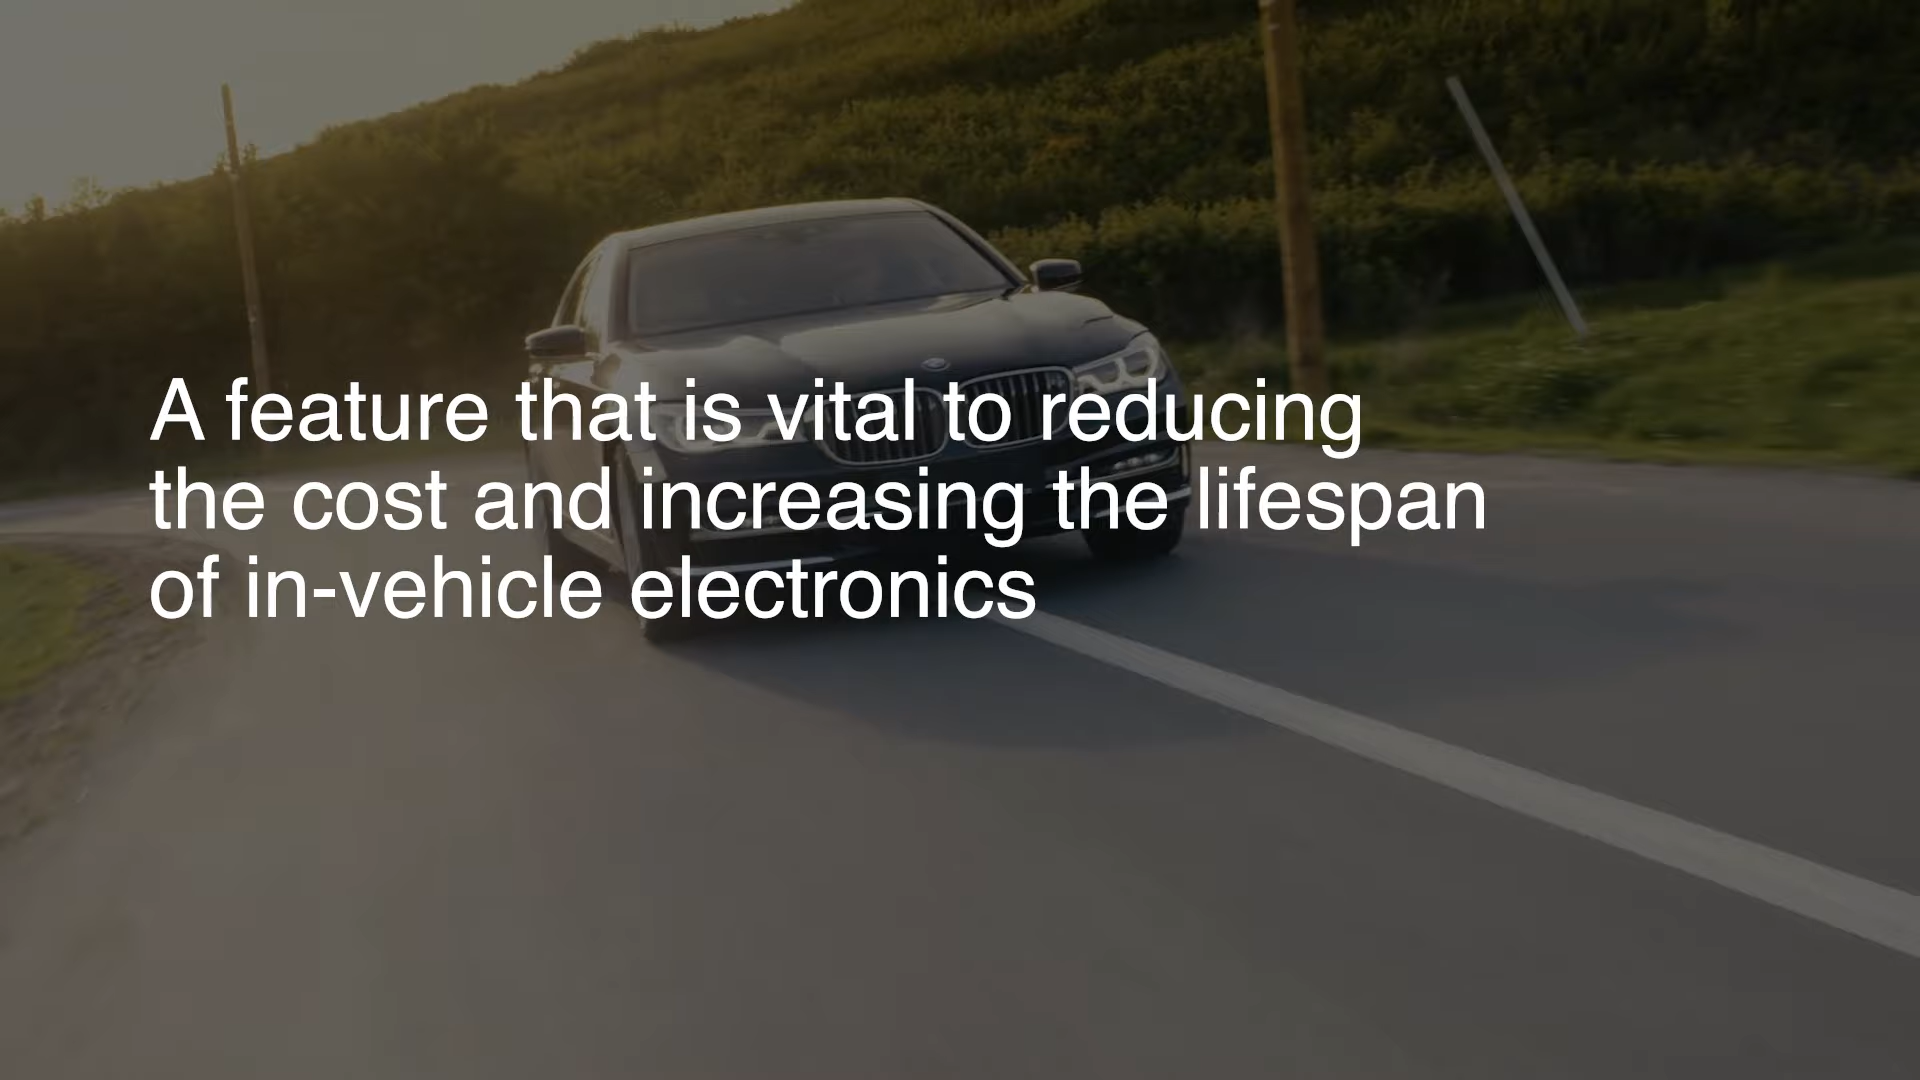 A feature that is vital to reducing
the cost and increasing the lifespan
of in-vehicle electronics